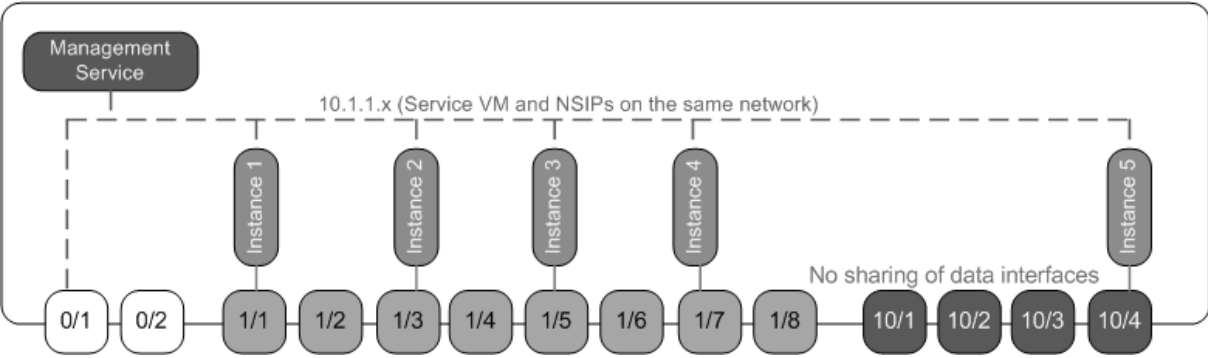 Management
Service
10.1.1.x (Service VM and NSIPs on the same network)
Instance 1
Instance 2
Instance 3
Instance 4
Instance 5
No sharing of data interfaces
0/1
0/2
1/1
1/2
1/3
1/4
1/5
1/6
1/7
1/8
10/1
10/2
10/3
10/4